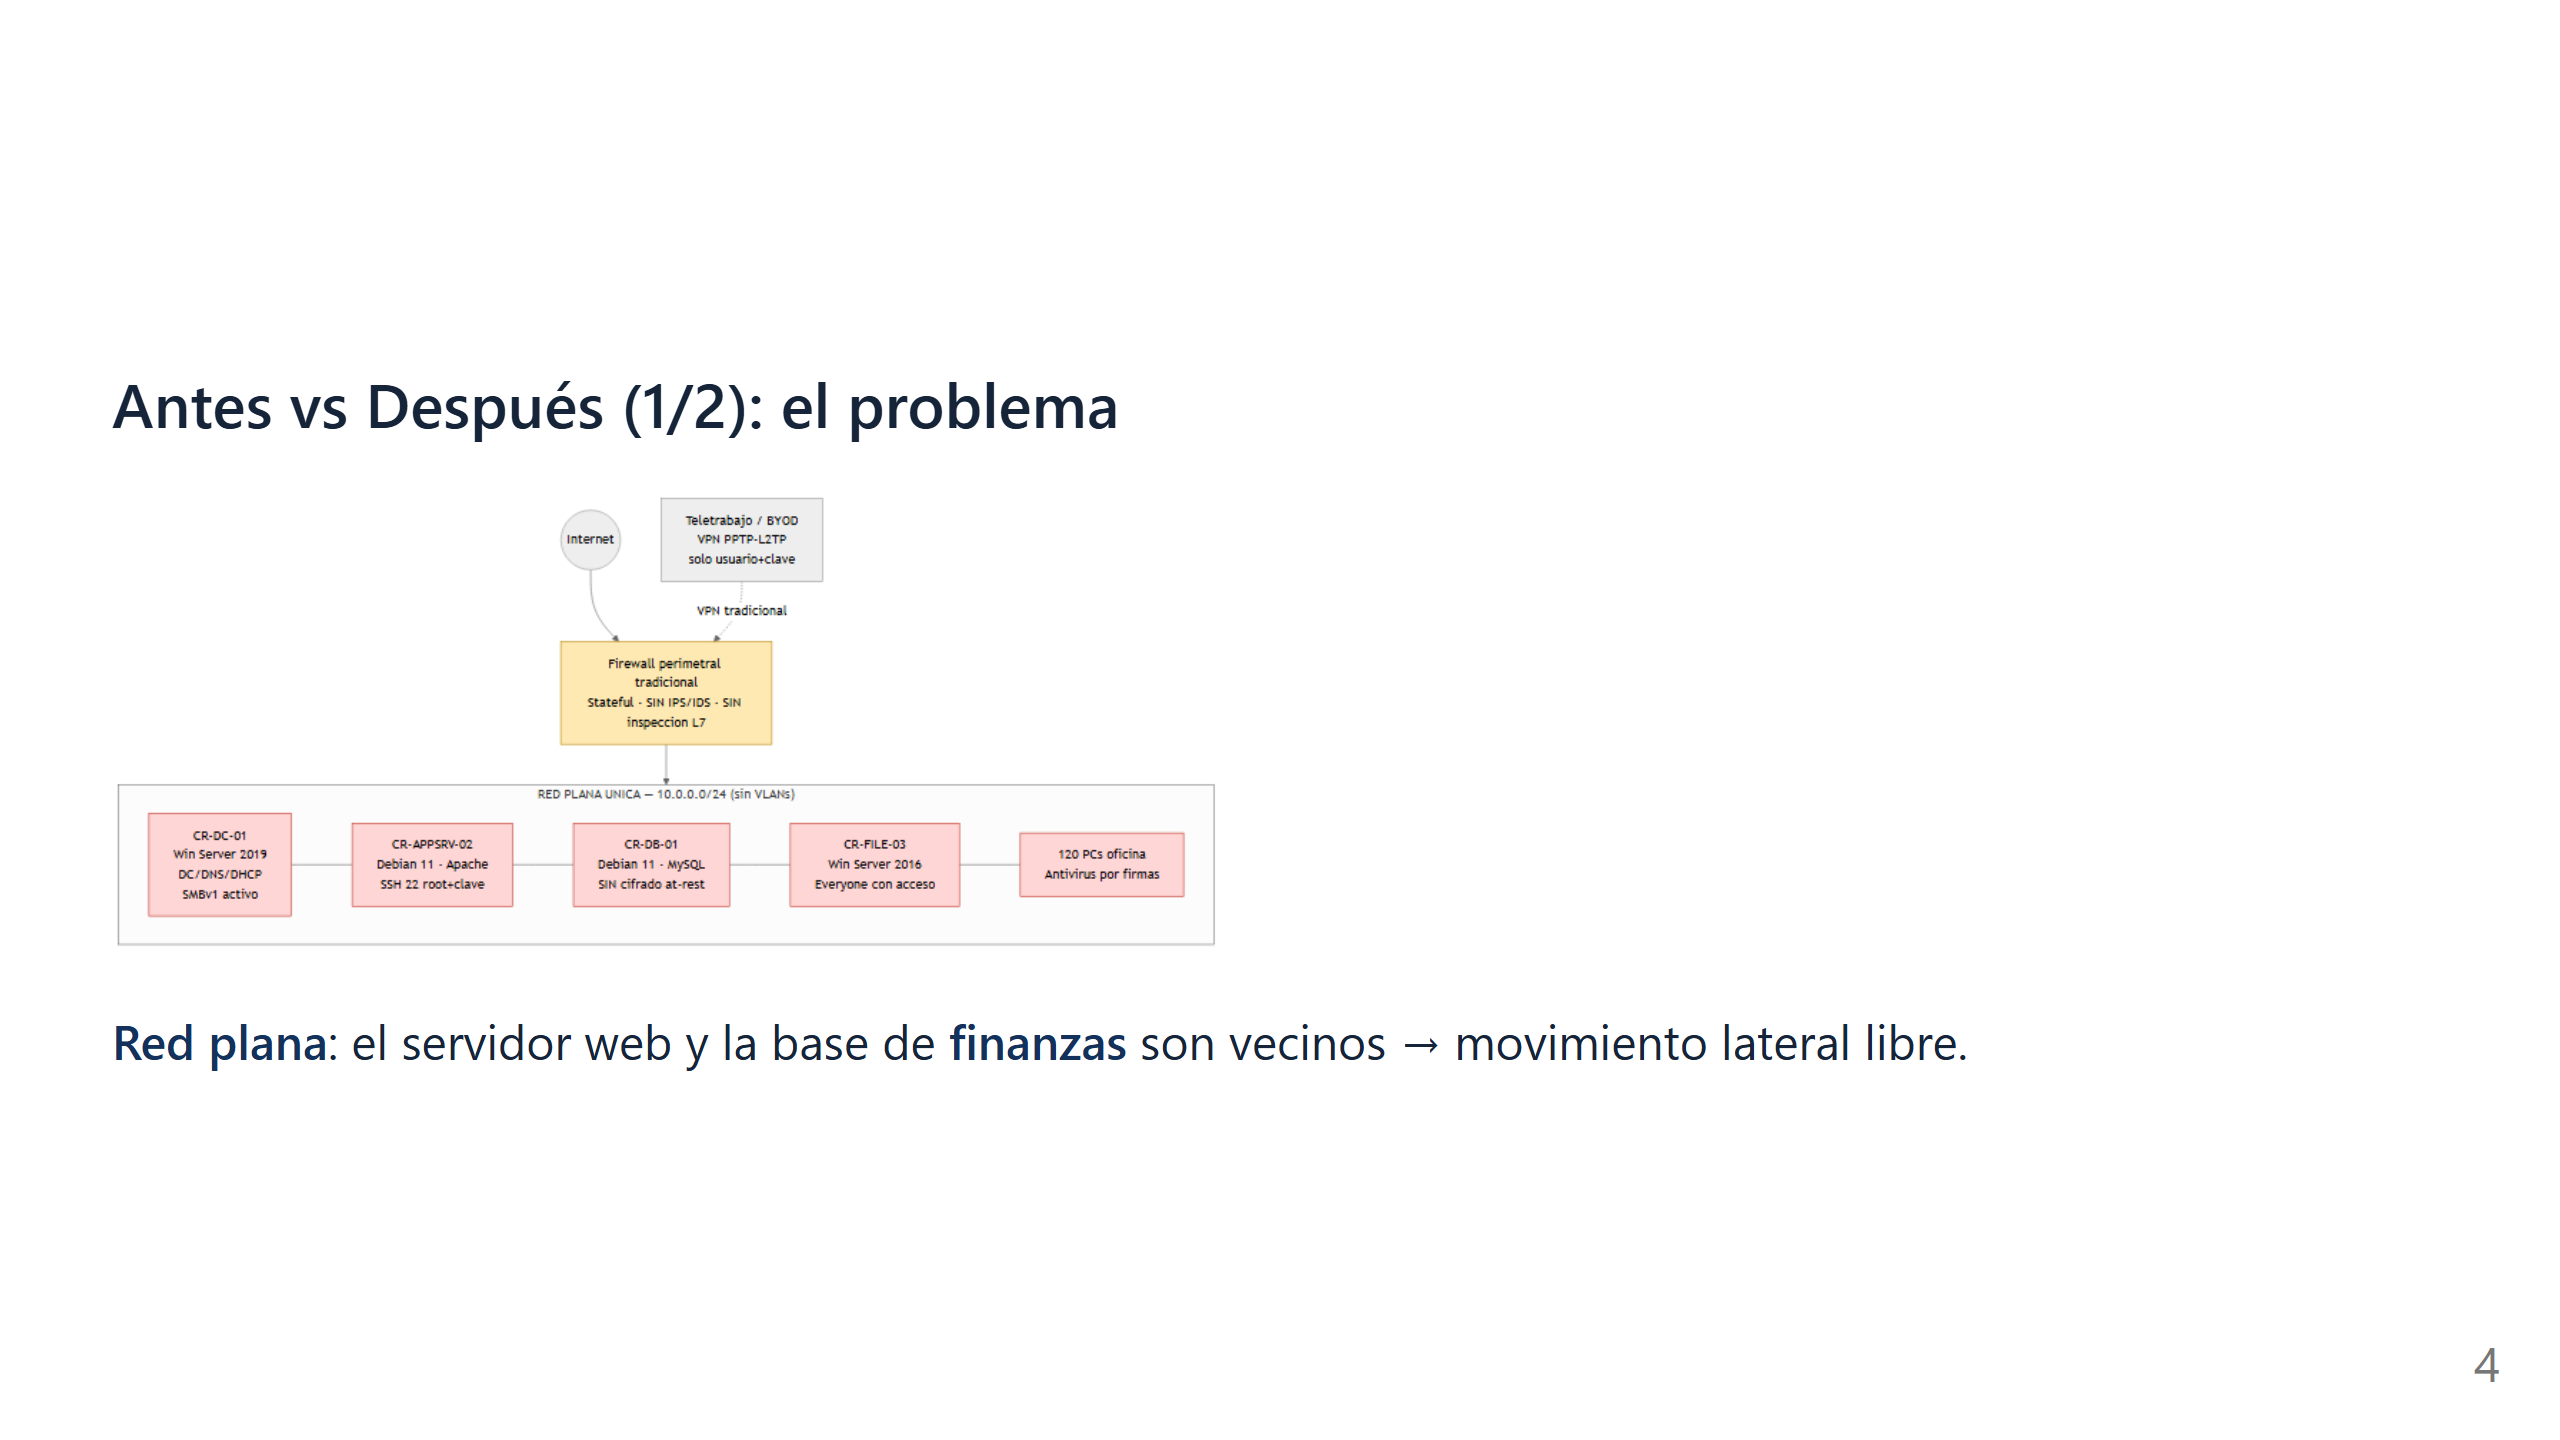 Antes vs Después (1/2): el problema
Internet
Teletrabajo / BYOD
VPN PPTP-L2TP
solo usuario+clave
VPN tradicional
Firewall perimetral
tradicional
Stateful - SIN IPS/IDS - SIN
inspeccion L7
RED PLANA UNICA — 10.0.0.0/24 (sin VLANs)
CR-DC-01
Win Server 2019
DC/DNS/DHCP
SMBv1 activo
CR-APPSRV-02
Debian 11 - Apache
SSH 22 root+clave
CR-DB-01
Debian 11 - MySQL
SIN cifrado at-rest
CR-FILE-03
Win Server 2016
Everyone con acceso
120 PCs oficina
Antivirus por firmas
Red plana: el servidor web y la base de finanzas son vecinos → movimiento lateral libre.
4